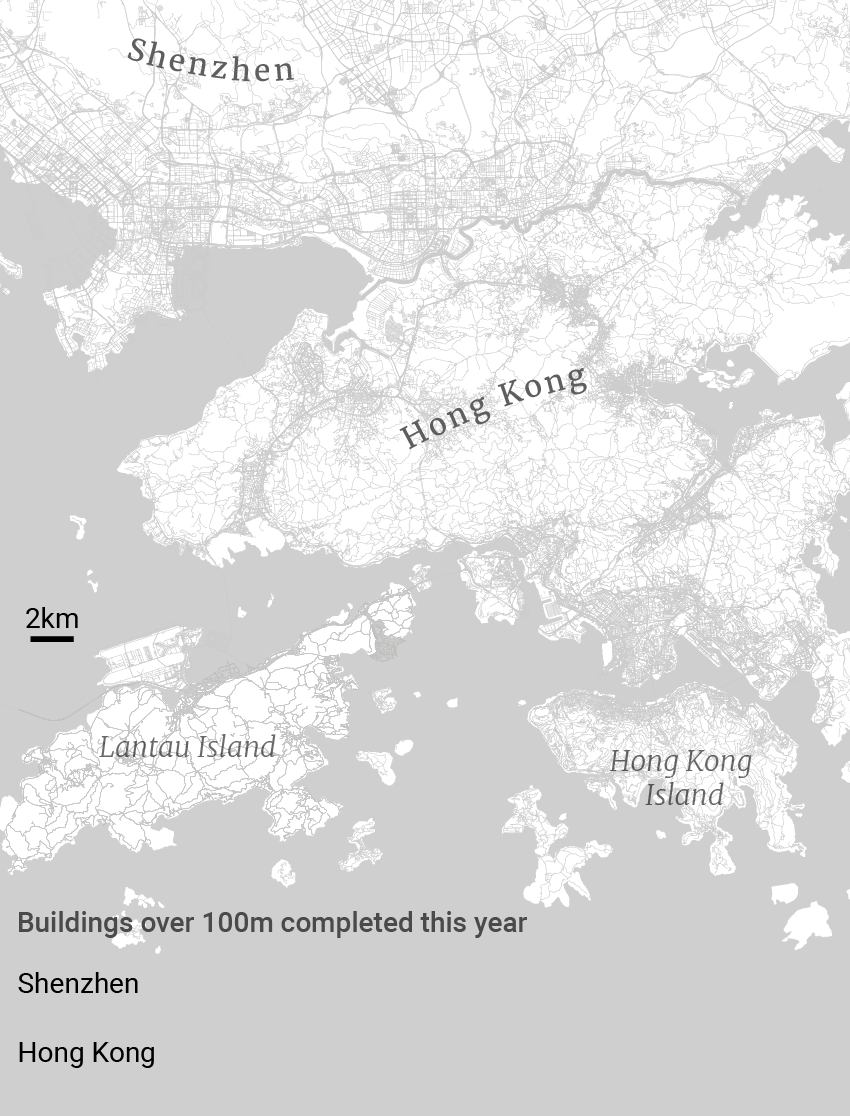 Shenzhen
Hong Kong
2km
Lantau Island
Hong Kong
Island
Buildings over 100m completed this year
Shenzhen
Hong Kong